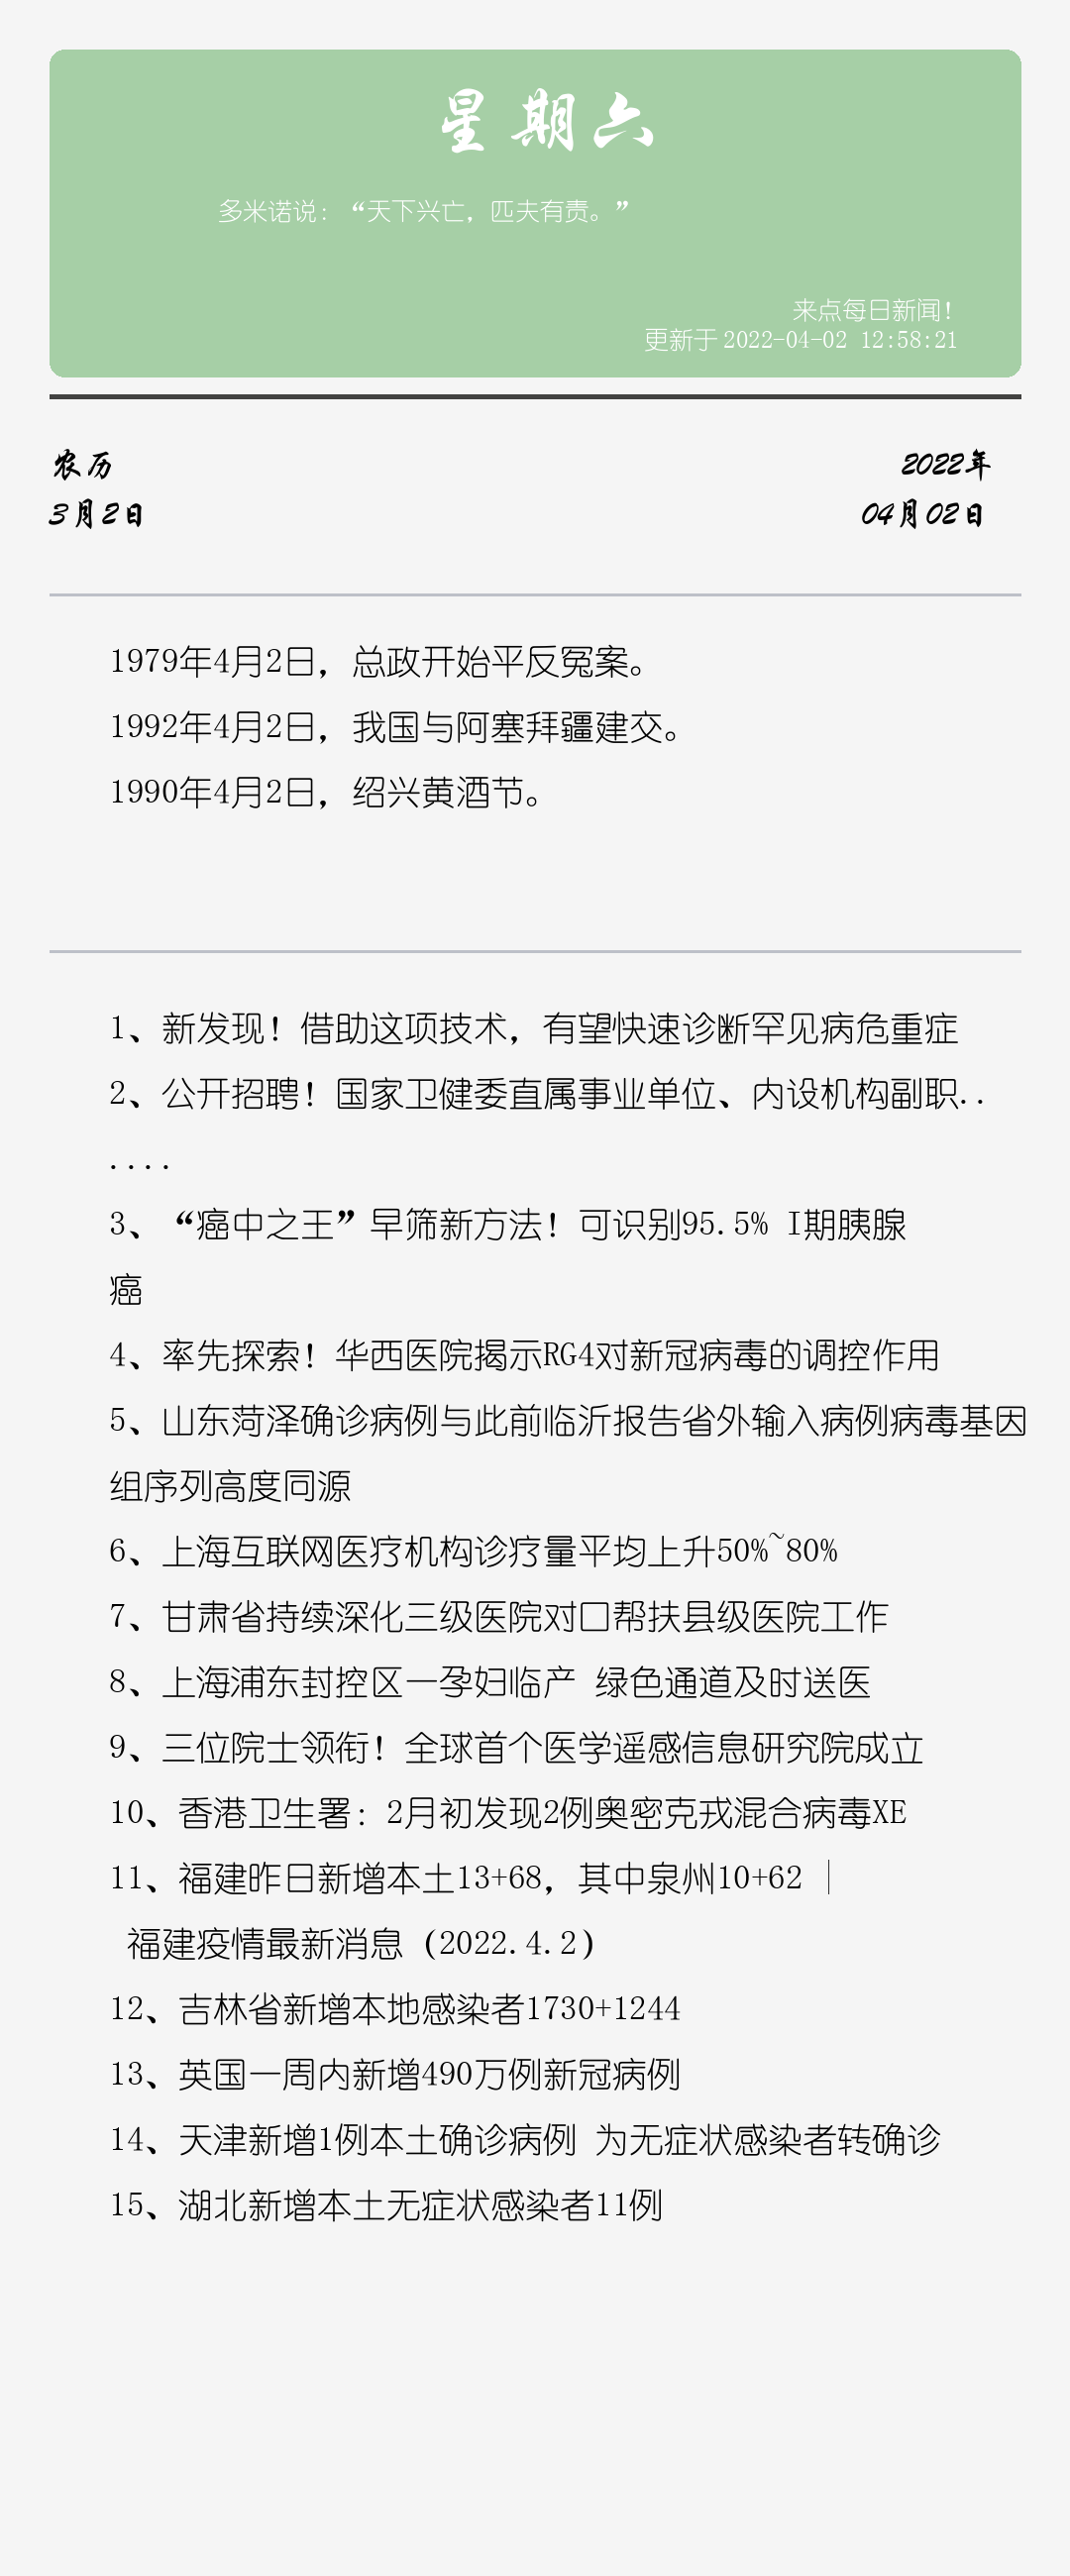 星期六
多米诺说：“天下兴亡，匹夫有责。”
来点每日新闻！
更新于 2022-04-02 12:58:21
农历
2022年
3月2日
04月02日
1979年4月2日，总政开始平反冤案。
1992年4月2日，我国与阿塞拜疆建交。
1990年4月2日，绍兴黄酒节。
1、新发现！借助这项技术，有望快速诊断罕见病危重症
2、公开招聘！国家卫健委直属事业单位、内设机构副职..
....
3、“癌中之王”早筛新方法！可识别95.5% I期胰腺
癌
4、率先探索！华西医院揭示RG4对新冠病毒的调控作用
5、山东菏泽确诊病例与此前临沂报告省外输入病例病毒基因
组序列高度同源
6、上海互联网医疗机构诊疗量平均上升50%~80%
7、甘肃省持续深化三级医院对口帮扶县级医院工作
8、上海浦东封控区一孕妇临产 绿色通道及时送医
9、三位院士领衔！全球首个医学遥感信息研究院成立
10、香港卫生署：2月初发现2例奥密克戎混合病毒XE
11、福建昨日新增本土13+68，其中泉州10+62 ｜
福建疫情最新消息（2022.4.2）
12、吉林省新增本地感染者1730+1244
13、英国一周内新增490万例新冠病例
14、天津新增1例本土确诊病例 为无症状感染者转确诊
15、湖北新增本土无症状感染者11例